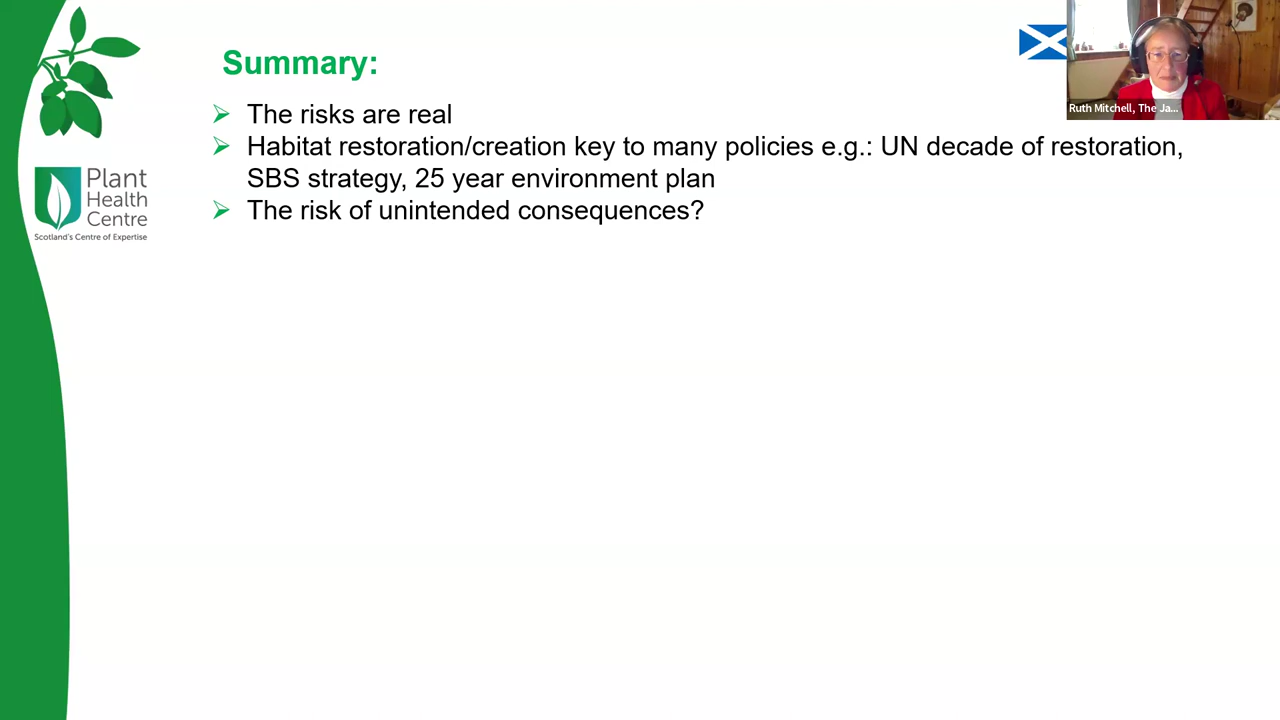 Summary:
The risks are real
Habitat restoration/creation key to many policies e.g.: UN decade of restoration,
SBS strategy, 25 year environment plan
The risk of unintended consequences?
Plant
Health
Centre
Scotland's Centre of Expertise
Ruth Mitchell, The Ja...